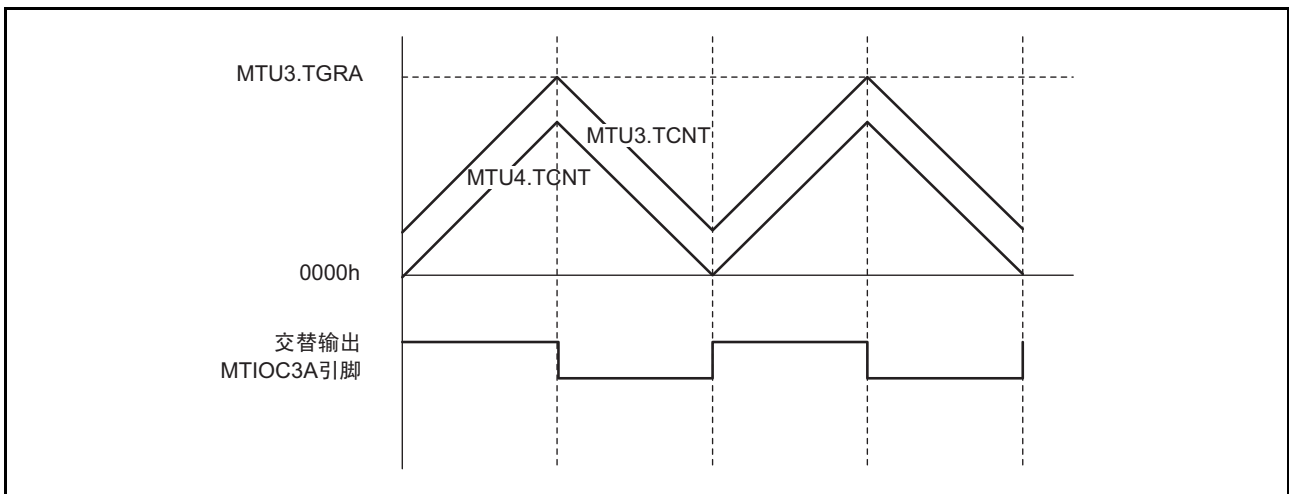 MTU3.TGRA
MTU3.TCNT
MTU4.TCNT
0000h
交替输出
MTIOC3A引脚